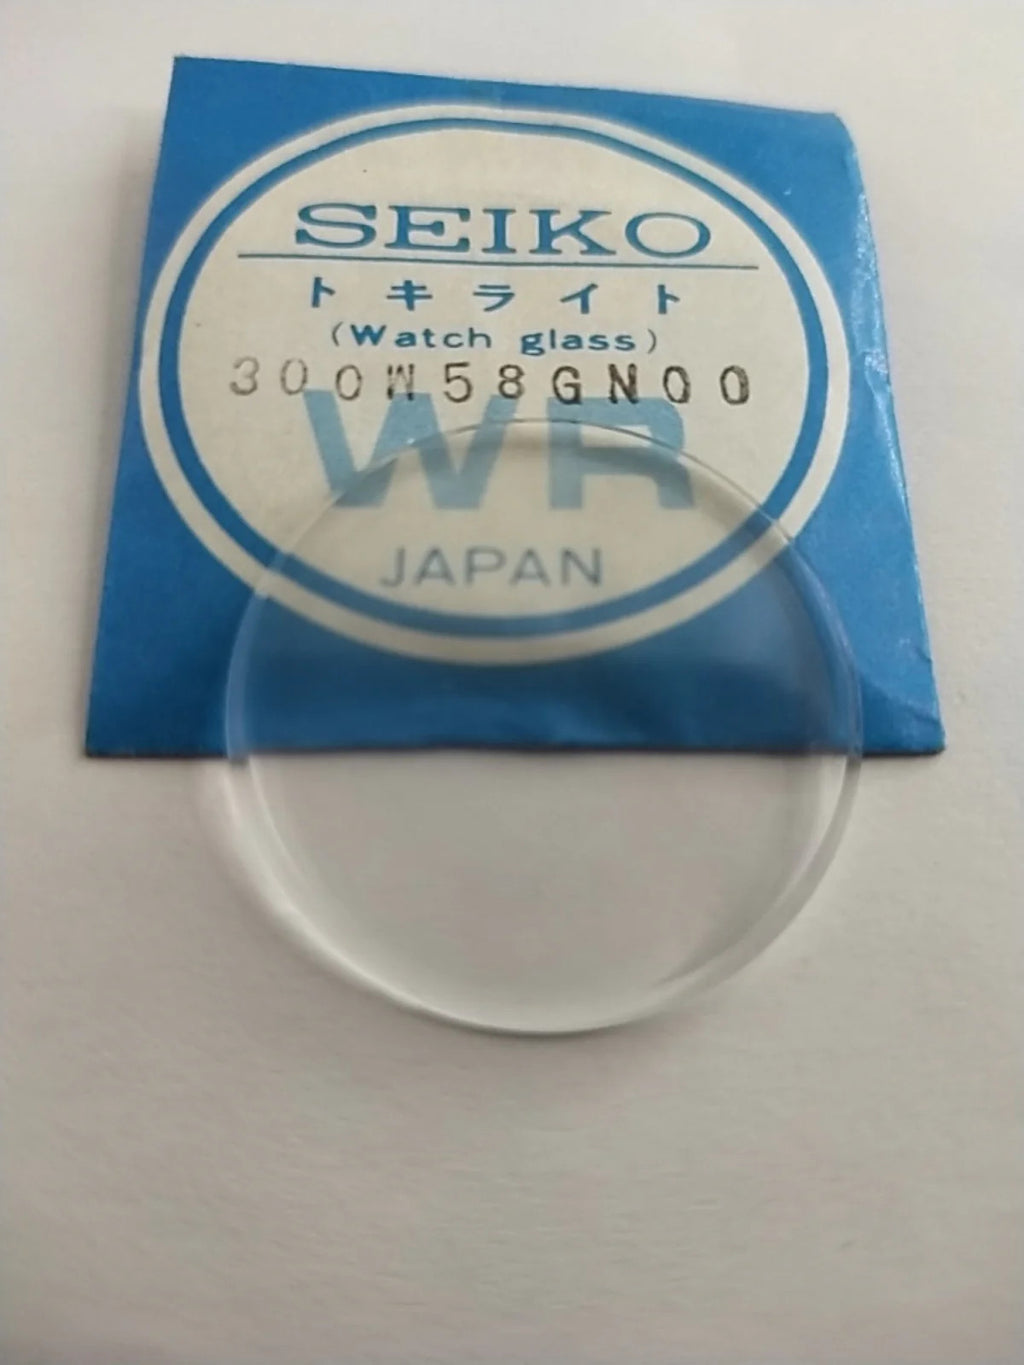 SEIKO
トキライト
(Watch glass)
300W58GN00
WR
JAPAN